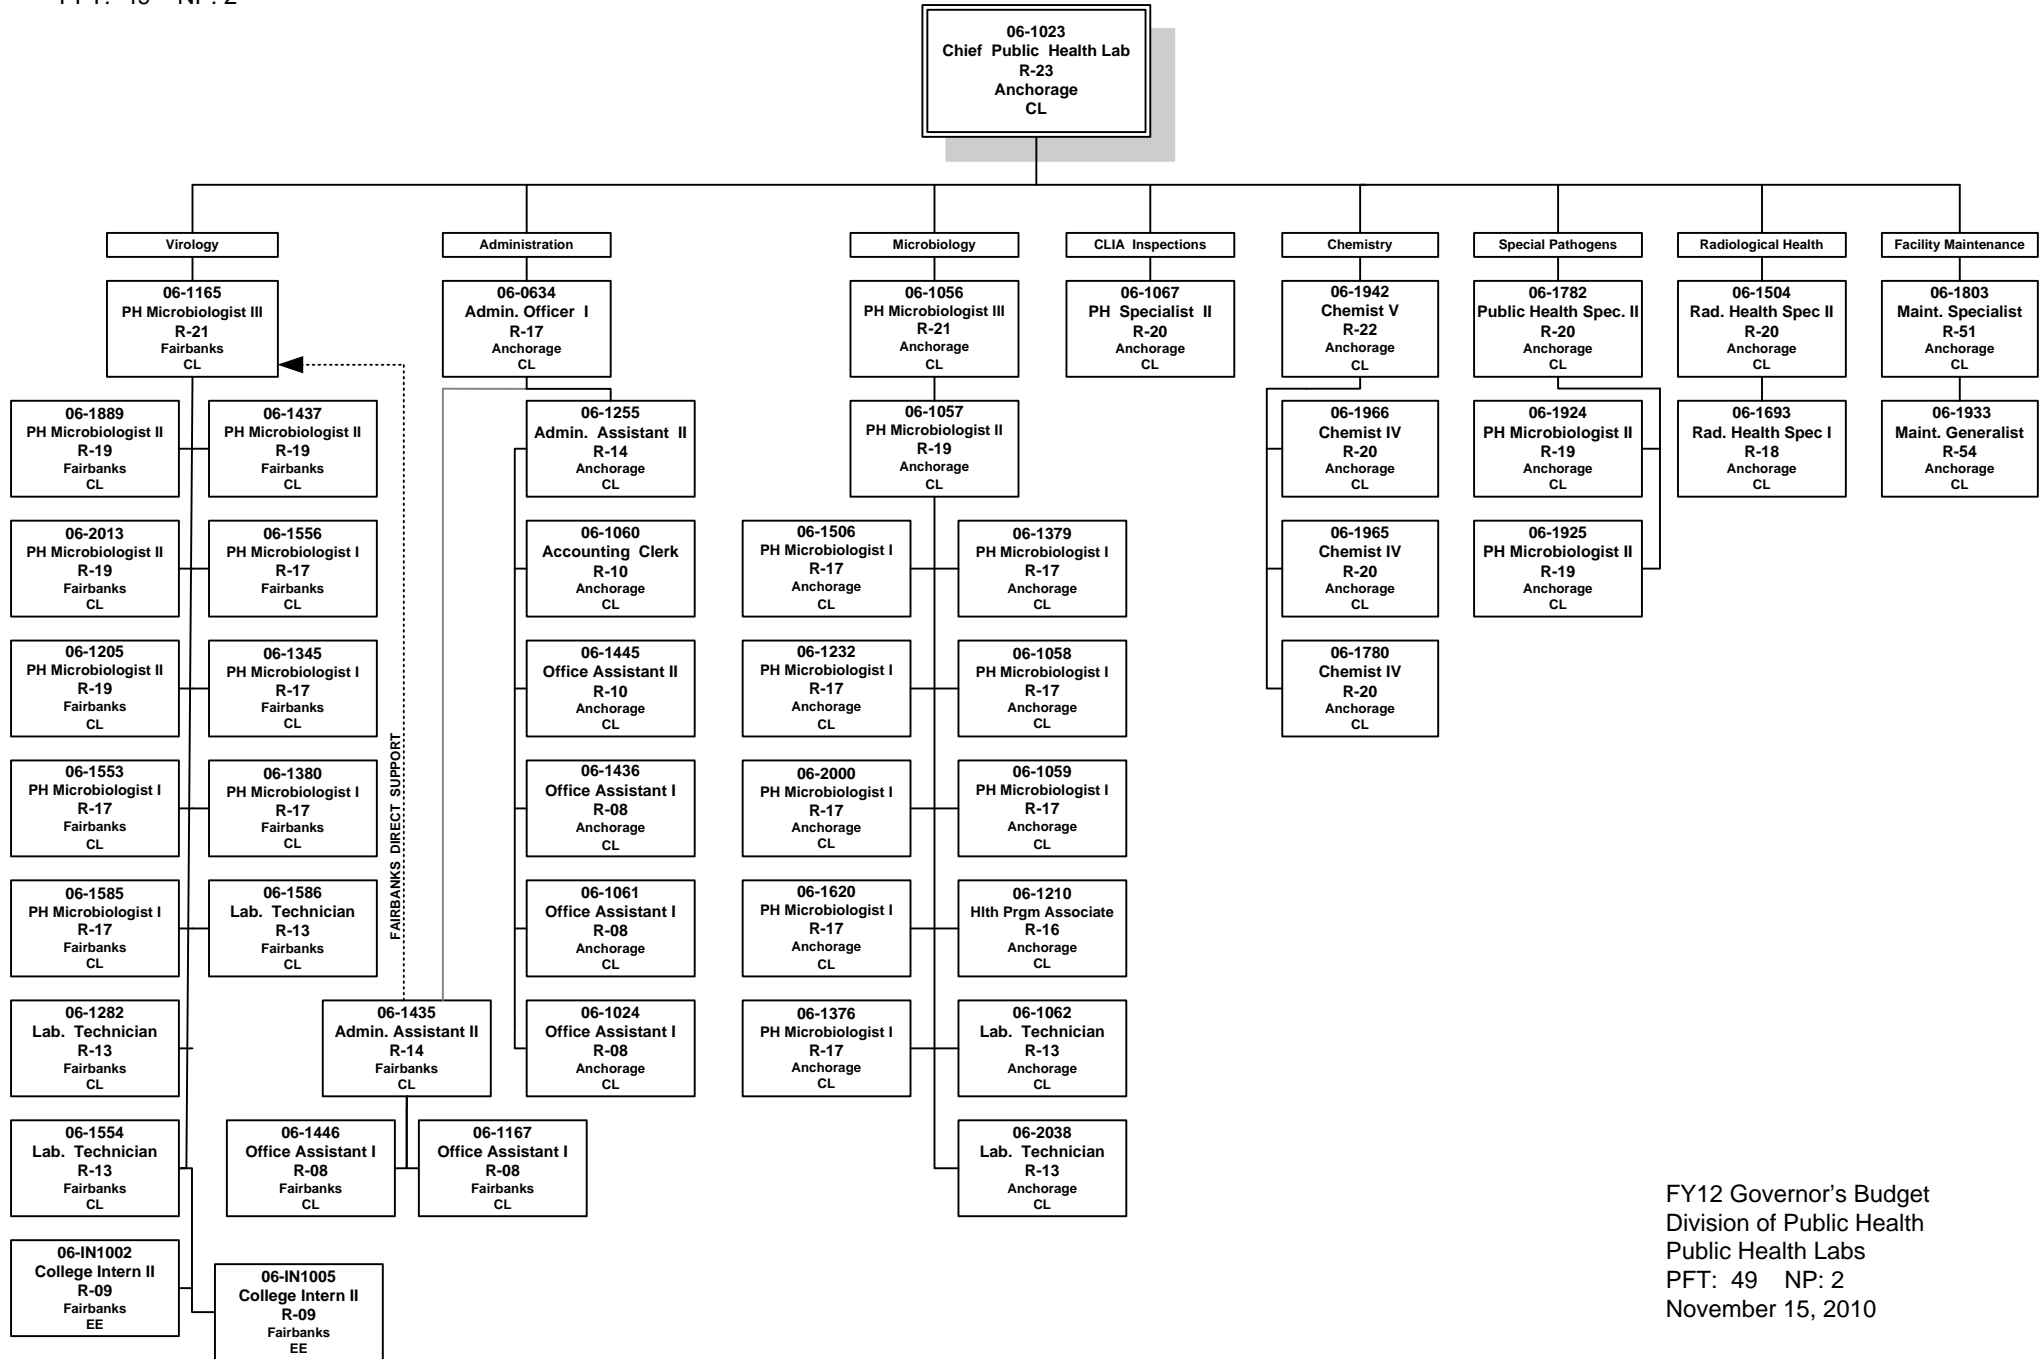 PFT: 49 NP: 2
06-1023
Chief Public Health Lab
R-23
Anchorage
CL
Virology
06-1165
PH Microbiologist III
R-21
Fairbanks
CL
06-1889
PH Microbiologist II
R-19
Fairbanks
CL
06-1437
PH Microbiologist II
R-19
Fairbanks
CL
06-2013
PH Microbiologist II
R-19
Fairbanks
CL
06-1556
PH Microbiologist I
R-17
Fairbanks
CL
06-1205
PH Microbiologist II
R-19
Fairbanks
CL
06-1345
PH Microbiologist I
R-17
Fairbanks
CL
06-1553
PH Microbiologist I
R-17
Fairbanks
CL
06-1380
PH Microbiologist I
R-17
Fairbanks
CL
06-1585
PH Microbiologist I
R-17
Fairbanks
CL
06-1586
Lab. Technician
R-13
Fairbanks
CL
06-1282
Lab. Technician
R-13
Fairbanks
CL
06-1554
Lab. Technician
R-13
Fairbanks
CL
06-IN1002
College Intern II
R-09
Fairbanks
EE
06-IN1005
College Intern II
R-09
Fairbanks
EE
FAIRBANKS DIRECT SUPPORT
Administration
06-0634
Admin. Officer I
R-17
Anchorage
CL
06-1255
Admin. Assistant II
R-14
Anchorage
CL
06-1060
Accounting Clerk
R-10
Anchorage
CL
06-1445
Office Assistant II
R-10
Anchorage
CL
06-1436
Office Assistant I
R-08
Anchorage
CL
06-1061
Office Assistant I
R-08
Anchorage
CL
06-1024
Office Assistant I
R-08
Anchorage
CL
06-1435
Admin. Assistant II
R-14
Fairbanks
CL
06-1446
Office Assistant I
R-08
Fairbanks
CL
06-1167
Office Assistant I
R-08
Fairbanks
CL
Microbiology
06-1056
PH Microbiologist III
R-21
Anchorage
CL
06-1057
PH Microbiologist II
R-19
Anchorage
CL
06-1506
PH Microbiologist I
R-17
Anchorage
CL
06-1379
PH Microbiologist I
R-17
Anchorage
CL
06-1232
PH Microbiologist I
R-17
Anchorage
CL
06-1058
PH Microbiologist I
R-17
Anchorage
CL
06-2000
PH Microbiologist I
R-17
Anchorage
CL
06-1059
PH Microbiologist I
R-17
Anchorage
CL
06-1620
PH Microbiologist I
R-17
Anchorage
CL
06-1210
Hlth Prgm Associate
R-16
Anchorage
CL
06-1376
PH Microbiologist I
R-17
Anchorage
CL
06-1062
Lab. Technician
R-13
Anchorage
CL
06-2038
Lab. Technician
R-13
Anchorage
CL
CLIA Inspections
06-1067
PH Specialist II
R-20
Anchorage
CL
Chemistry
06-1942
Chemist V
R-22
Anchorage
CL
06-1966
Chemist IV
R-20
Anchorage
CL
06-1965
Chemist IV
R-20
Anchorage
CL
06-1780
Chemist IV
R-20
Anchorage
CL
Special Pathogens
06-1782
Public Health Spec. II
R-20
Anchorage
CL
06-1924
PH Microbiologist II
R-19
Anchorage
CL
06-1925
PH Microbiologist II
R-19
Anchorage
CL
Radiological Health
06-1504
Rad. Health Spec II
R-20
Anchorage
CL
06-1693
Rad. Health Spec I
R-18
Anchorage
CL
Facility Maintenance
06-1803
Maint. Specialist
R-51
Anchorage
CL
06-1933
Maint. Generalist
R-54
Anchorage
CL
FY12 Governor's Budget
Division of Public Health
Public Health Labs
PFT: 49 NP: 2
November 15, 2010